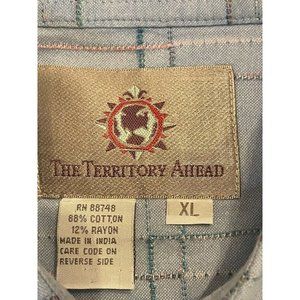 THE TERRITORY AHEAD
XL
RN 88748
88% COTTON
12% RAYON
MADE IN INDIA
CARE CODE ON
REVERSE SIDE